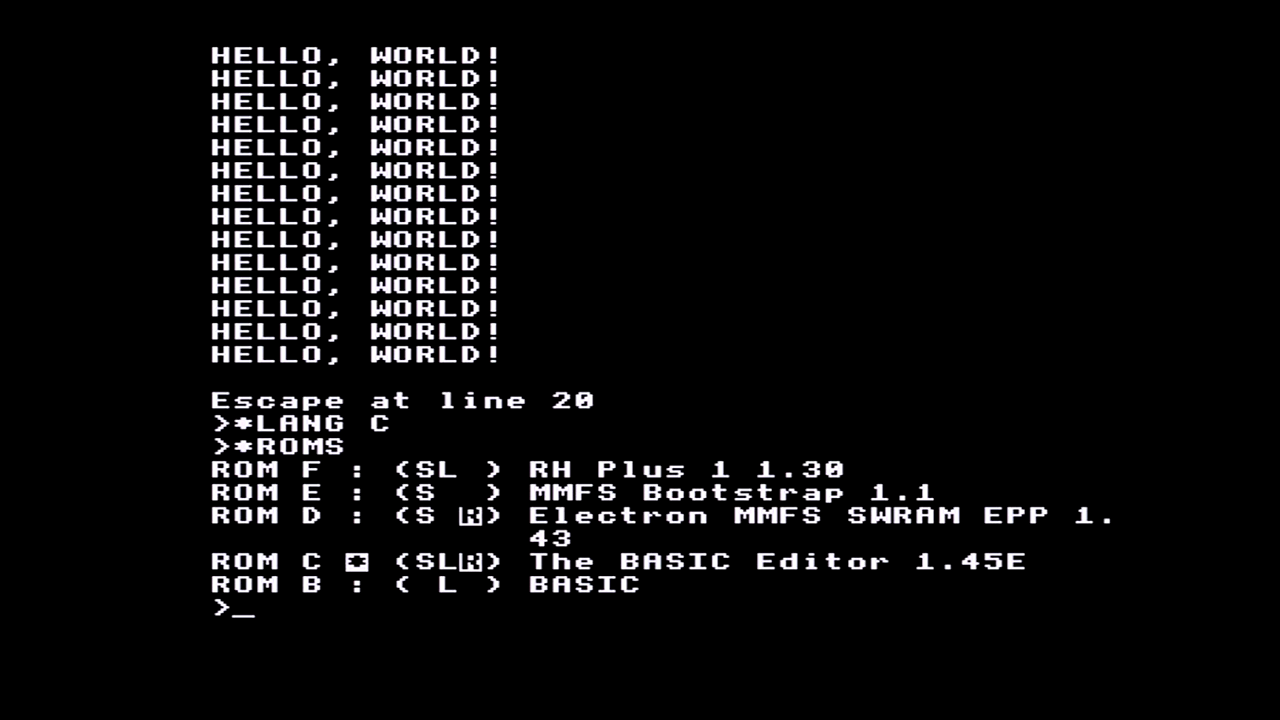 HELLO, WORLD!
HELLO, WORLD!
HELLO, WORLD!
HELLO, WORLD!
HELLO, WORLD!
HELLO, WORLD!
HELLO, WORLD!
HELLO, WORLD!
HELLO, WORLD!
HELLO, WORLD!
HELLO, WORLD!
HELLO, WORLD!
HELLO, WORLD!
HELLO, WORLD!
Escape at line 20
>*LANG C
>*ROMS
ROM F : (SL ) RH Plus 1 1.30
ROM E : (S  ) MMFS Bootstrap 1.1
ROM D : (S R) Electron MMFS SWRAM EPP 1.
43
ROM C * (SLR) The BASIC Editor 1.45E
ROM B : ( L ) BASIC
>_